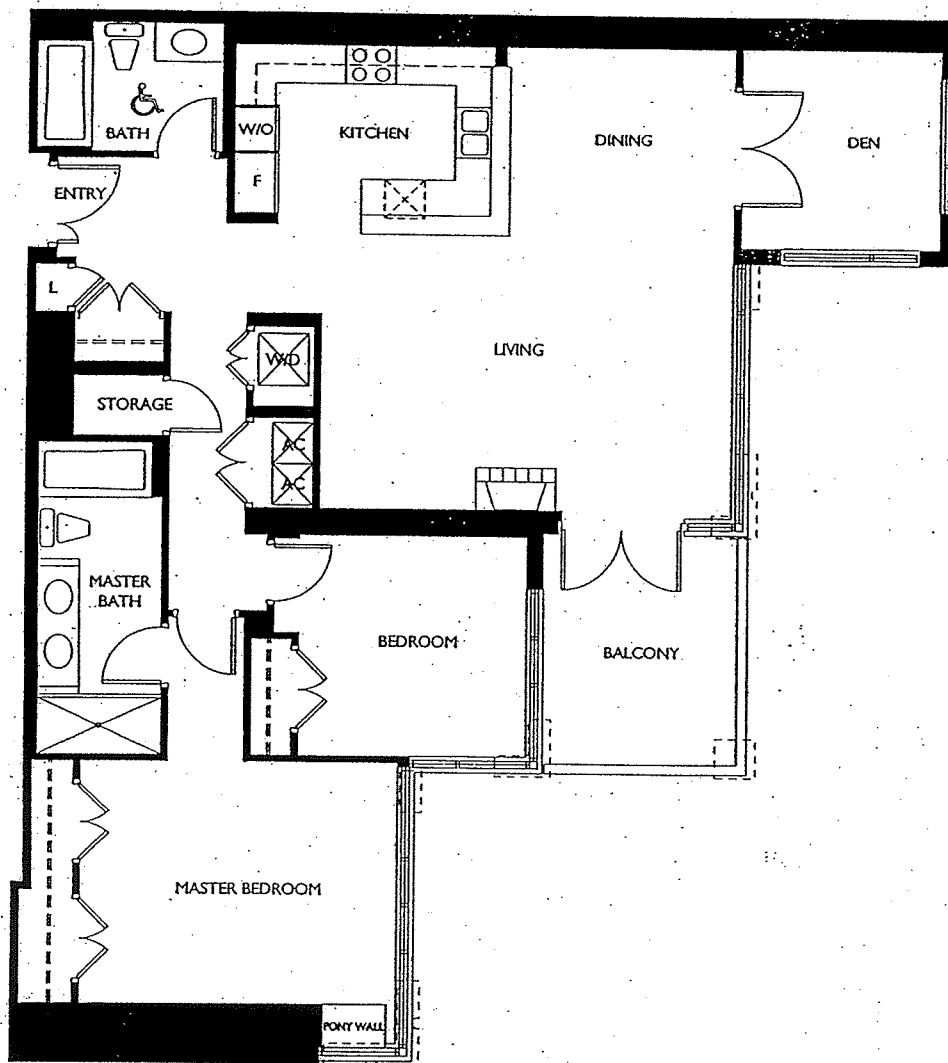 BATH
W/O
KITCHEN
DINING
DEN
ENTRY
F
L
LIVING
W/D
STORAGE
AC
AC
MASTER
BATH
BEDROOM
BALCONY
MASTER BEDROOM
PONY WALL